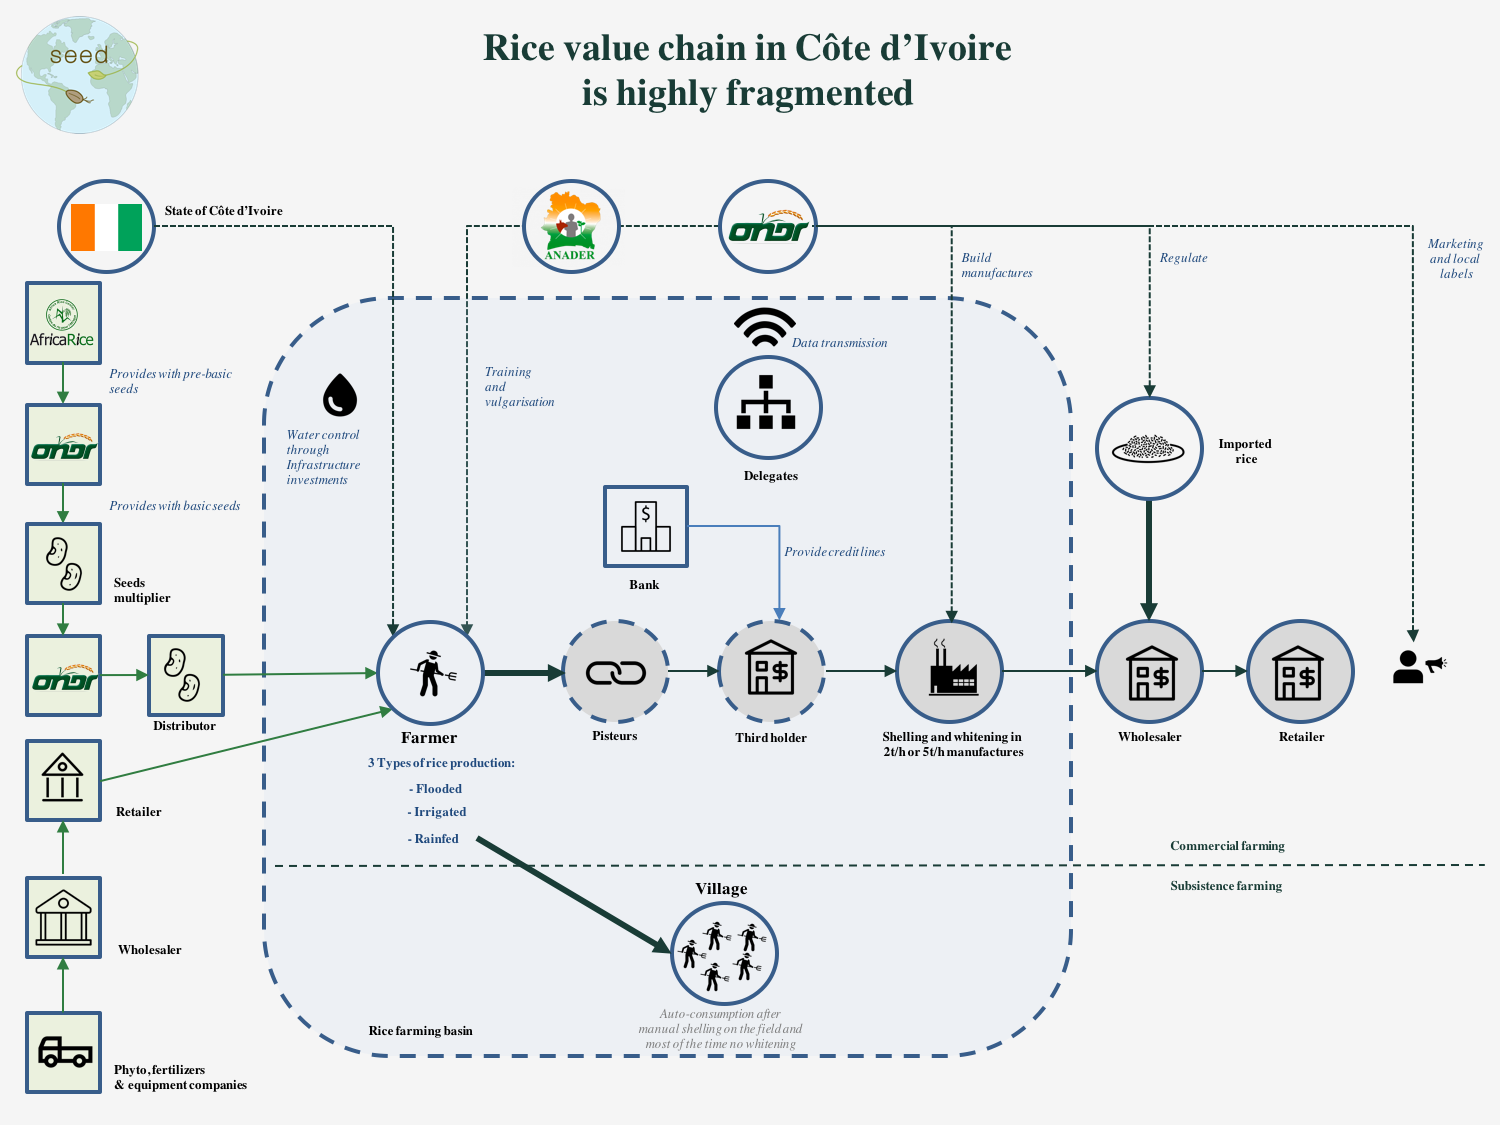 seed
Rice value chain in Côte d’Ivoire
is highly fragmented
State of Côte d’Ivoire
ANADER
ONDR
Build
manufactures
Regulate
Marketing
and local
labels
AfricaRice
Provides with pre-basic
seeds
ONDR
Provides with basic seeds
Seeds
multiplier
ONDR
Distributor
Retailer
Wholesaler
Phyto, fertilizers
& equipment companies
Water control
through
Infrastructure
investments
Training
and
vulgarisation
Data transmission
Delegates
$
Bank
Provide credit lines
Imported
rice
Farmer
3 Types of rice production:
- Flooded
- Irrigated
- Rainfed
Pisteurs
$
Third holder
Shelling and whitening in
2t/h or 5t/h manufactures
$
Wholesaler
$
Retailer
Commercial farming
Subsistence farming
Village
Auto-consumption after
manual shelling on the field and
most of the time no whitening
Rice farming basin